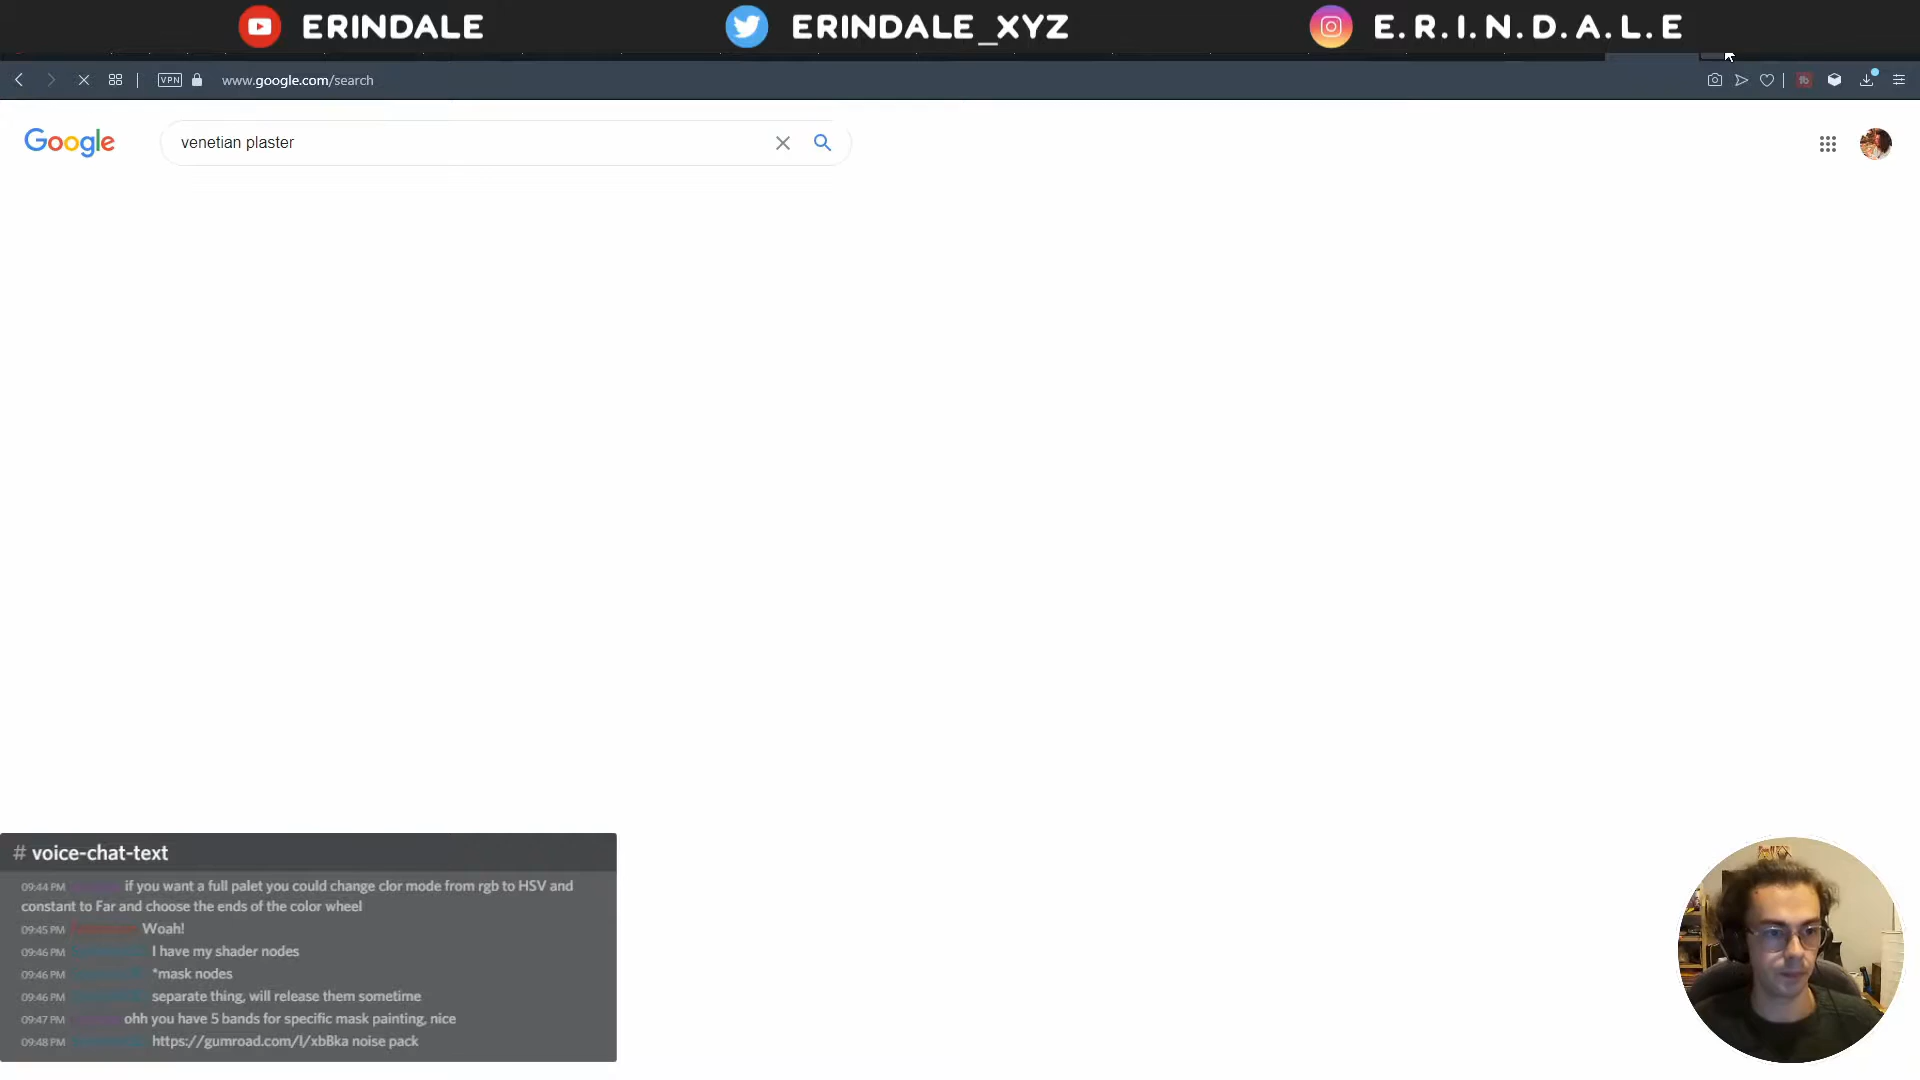 ERINDALE
ERINDALE_XYZ
E.R.I.N.D.A.L.E
VPN
www.google.com/search
Google
venetian plaster
# voice-chat-text
09:44 PM if you want a full palet you could change clor mode from rgb to HSV and
constant to Far and choose the ends of the color wheel
09:45 PM Woah!
09:46 PM I have my shader nodes
09:46 PM *mask nodes
09:46 PM separate thing, will release them sometime
09:47 PM ohh you have 5 bands for specific mask painting, nice
09:48 PM https://gumroad.com/l/xbBka noise pack